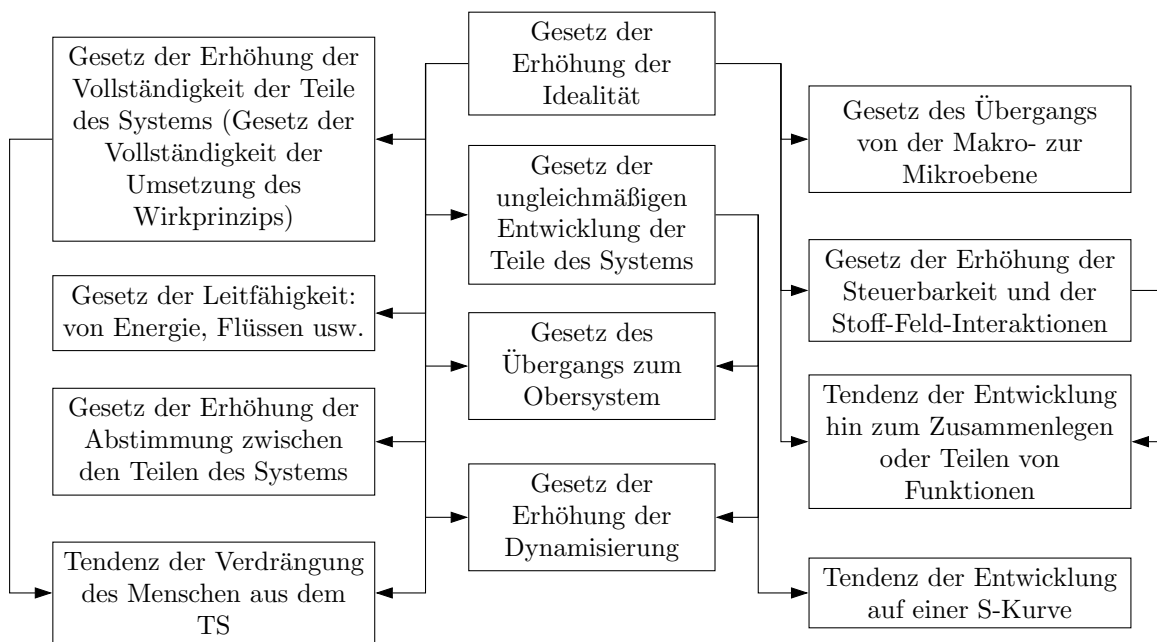 Gesetz der Erhöhung der
Vollständigkeit der Teile
des Systems (Gesetz der
Vollständigkeit der
Umsetzung des
Wirkprinzips)
Gesetz der Leitfähigkeit:
von Energie, Flüssen usw.
Gesetz der Erhöhung der
Abstimmung zwischen
den Teilen des Systems
Tendenz der Verdrängung
des Menschen aus dem
TS
Gesetz der
Erhöhung der
Idealität
Gesetz der
ungleichmäßigen
Entwicklung der
Teile des Systems
Gesetz des
Übergangs zum
Obersystem
Gesetz der
Erhöhung der
Dynamisierung
Gesetz des Übergangs
von der Makro- zur
Mikroebene
Gesetz der Erhöhung der
Steuerbarkeit und der
Stoff-Feld-Interaktionen
Tendenz der Entwicklung
hin zum Zusammenlegen
oder Teilen von
Funktionen
Tendenz der Entwicklung
auf einer S-Kurve